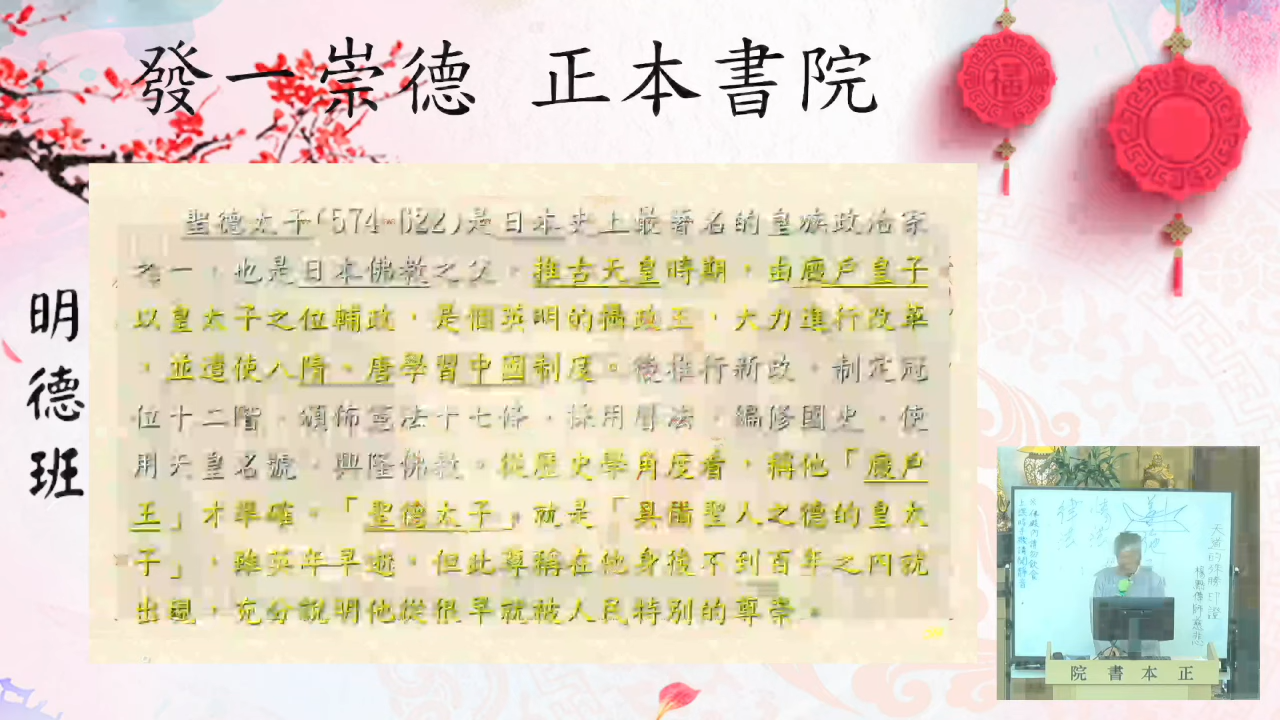 發一崇德 正本書院
福
明德班
聖德太子(574-622)是日本史上最著名的皇族政治家
之一,也是日本佛教之父。推古天皇時期,由廄戶皇子
以皇太子之位輔政,是個英明的攝政王,大力進行改革
,並遣使入隋、唐學習中國制度。後推行新政,制定冠
位十二階,頒佈憲法十七條,採用曆法,編修國史,使
用天皇名號,興隆佛教。從歷史學角度看,稱他「廄戶
王」才準確。「聖德太子」就是「具備聖人之德的皇太
子」,雖英年早逝,但此尊稱在他身後不到百年之內就
出現,充分說明他從很早就被人民特別的尊崇。
院書本正